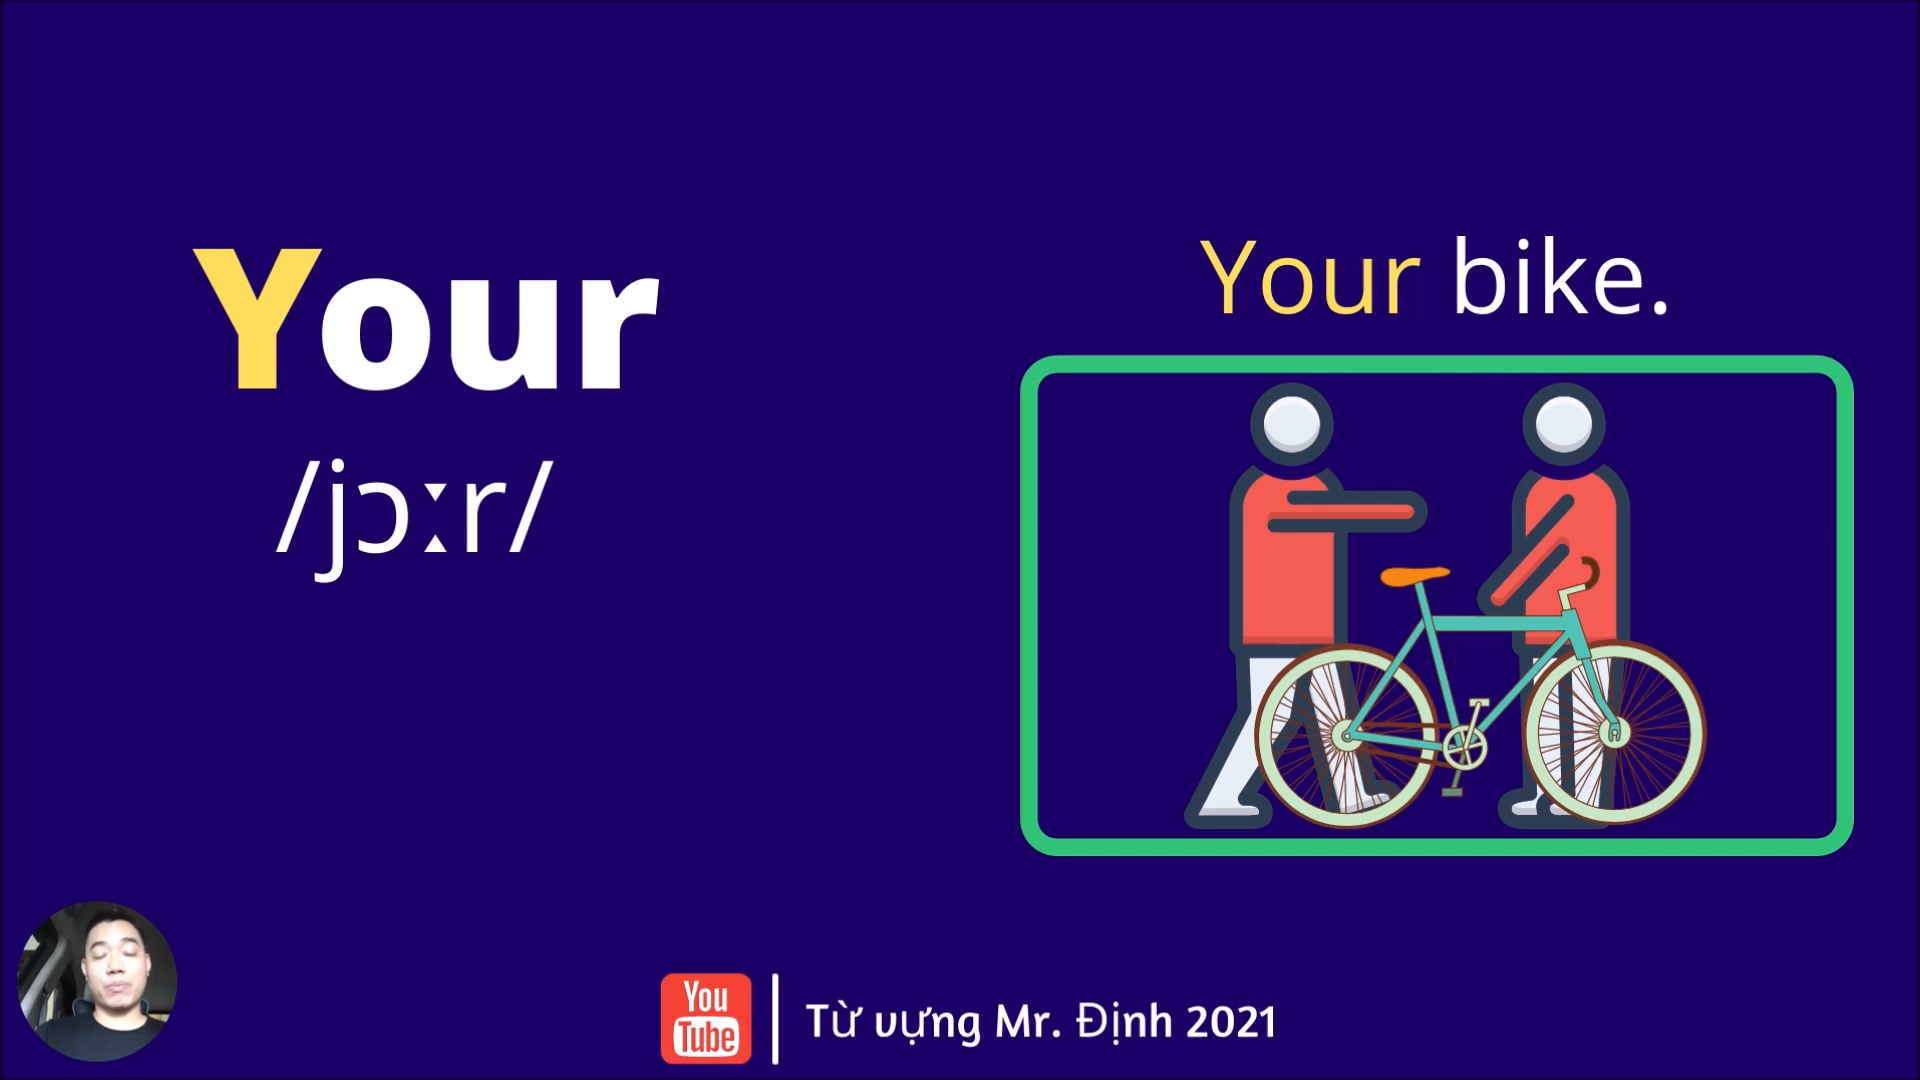 Your
/jɔːr/
Your bike.
You
Tube
Từ vựng Mr. Định 2021